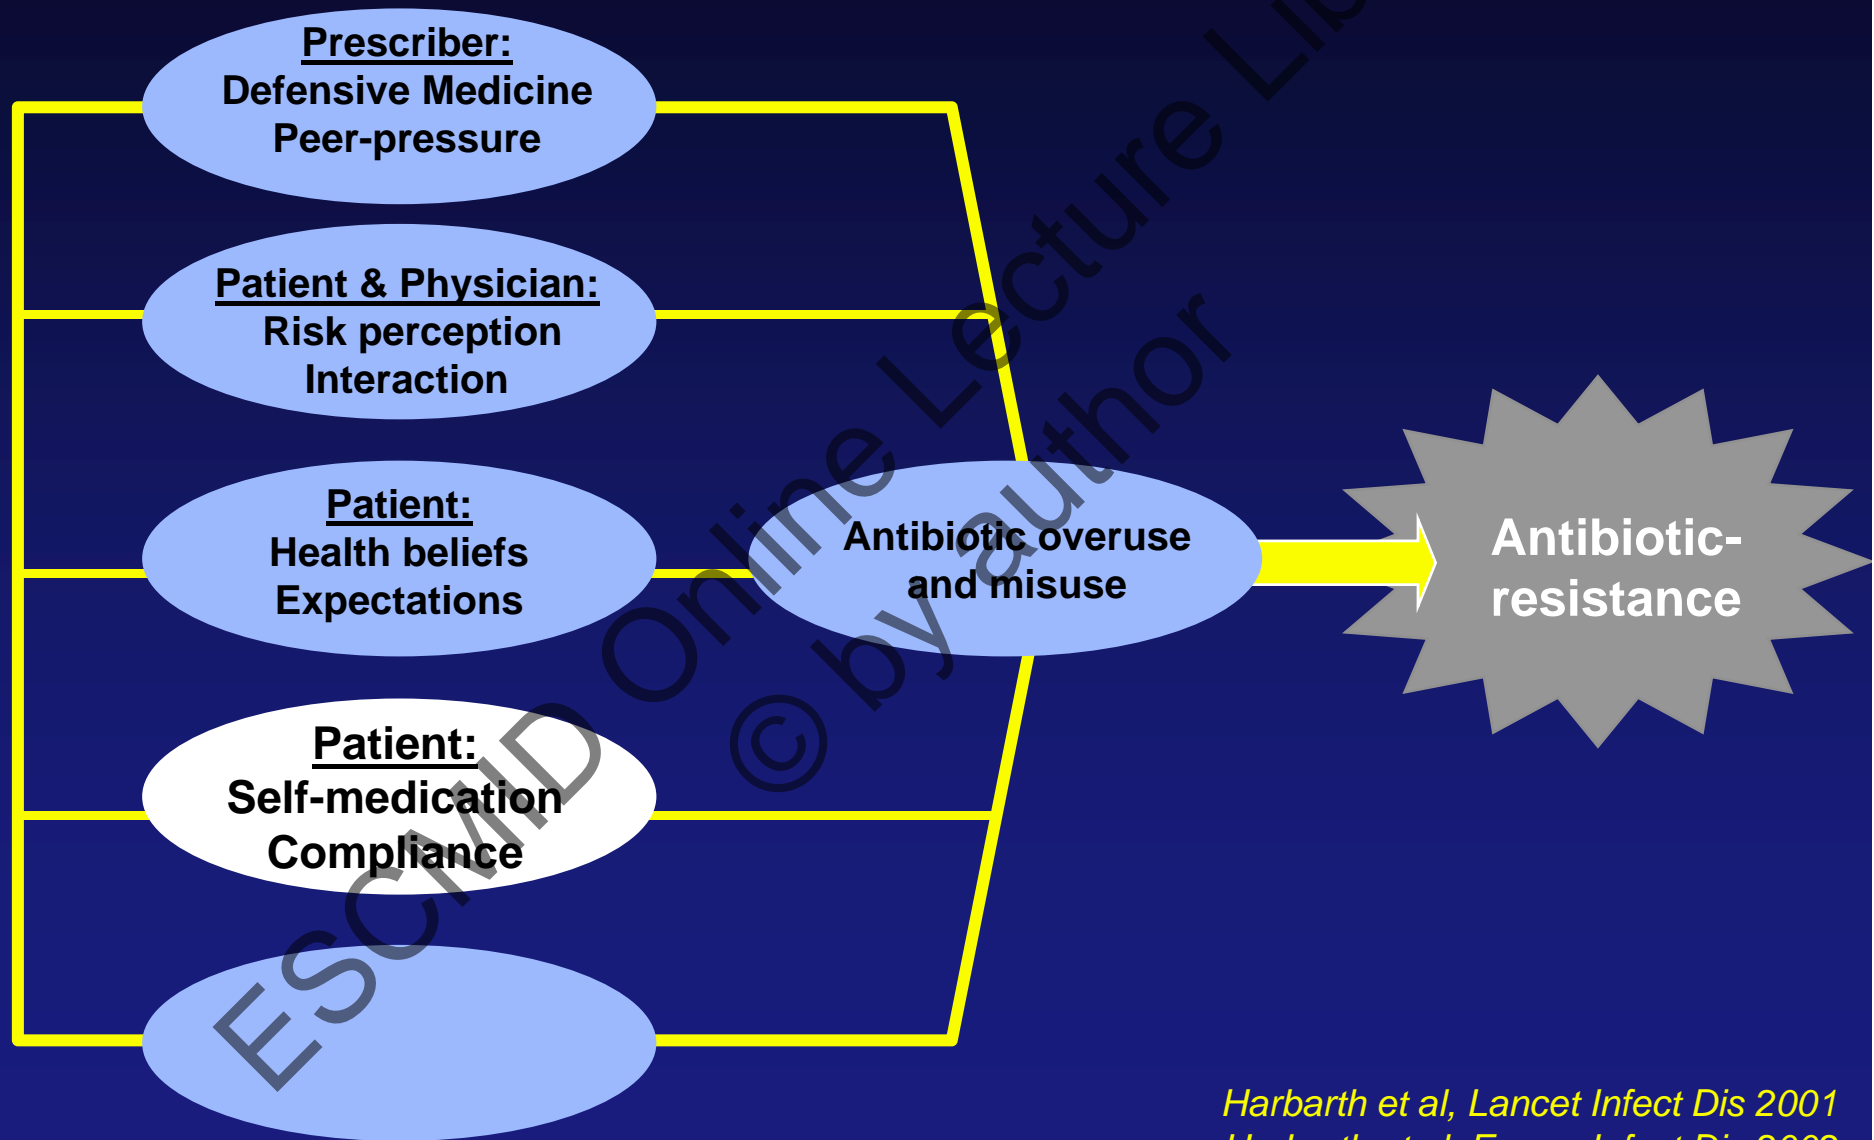 Prescriber:
Defensive Medicine
Peer-pressure
Patient & Physician:
Risk perception
Interaction
Patient:
Health beliefs
Expectations
Antibiotic overuse
and misuse
Antibiotic-
resistance
Patient:
Self-medication
Compliance
ESCMID Online Lecture
© by author
Harbarth et al, Lancet Infect Dis 2001